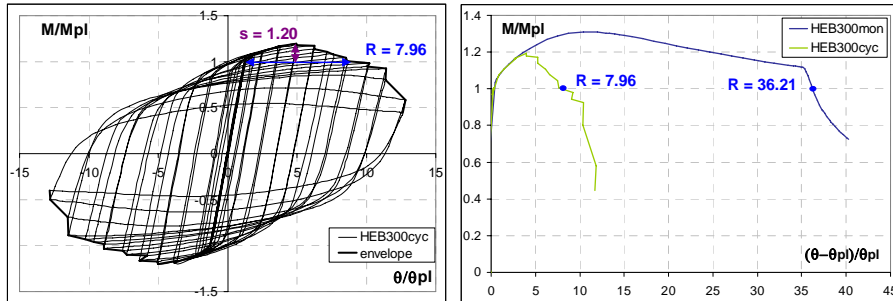 1.5
M/Mpl
s = 1.20
R = 7.96
1
0.5
0
-15 -10 -5 0 5 10 15
-0.5
-1
-1.5
HEB300cyc
envelope
θ/θpl
1.4
M/Mpl
HEB300mon
HEB300cyc
1.2
1
R = 7.96
R = 36.21
0.8
0.6
0.4
0.2
(θ-θpl)/θpl
0
0 5 10 15 20 25 30 35 40 45